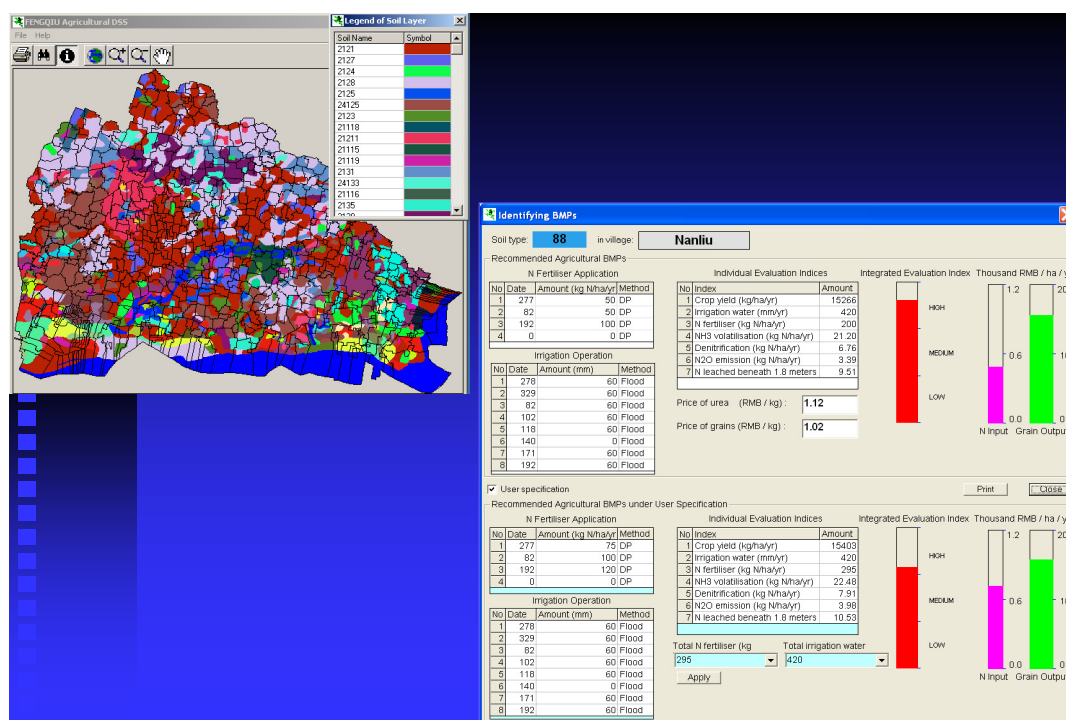 FENGQIU Agricultural DSS
File Help
Legend of Soil Layer
Soil Name Symbol
2121
2127
2124
2128
2125
24125
2123
21118
21211
21115
21119
2131
24133
21116
2135
Identifying BMPs
Soil type: 88 in village: Nanliu
Recommended Agricultural BMPs
N Fertiliser Application
No Date Amount (kg N/ha/yr) Method
1 277 50 DP
2 82 50 DP
3 192 100 DP
4 0 0 DP
Irrigation Operation
No Date Amount (mm) Method
1 278 60 Flood
2 329 60 Flood
3 82 60 Flood
4 102 60 Flood
5 118 60 Flood
6 140 0 Flood
7 171 60 Flood
8 192 60 Flood
Individual Evaluation Indices
No Index Amount
1 Crop yield (kg/ha/yr) 15266
2 Irrigation water (mm/yr) 420
3 N fertiliser (kg N/ha/yr) 200
4 NH3 volatilisation (kg N/ha/yr) 21.20
5 Denitrification (kg N/ha/yr) 6.76
6 N2O emission (kg N/ha/yr) 3.39
7 N leached beneath 1.8 meters 9.51
Price of urea (RMB / kg) : 1.12
Price of grains (RMB / kg) : 1.02
Integrated Evaluation Index
HIGH
MEDIUM
LOW
Thousand RMB / ha / y
1.2 20
0.6 10
0.0 0
N Input Grain Output
User specification
Print Close
Recommended Agricultural BMPs under User Specification
N Fertiliser Application
No Date Amount (kg N/ha/yr) Method
1 277 75 DP
2 82 100 DP
3 192 120 DP
4 0 0 DP
Irrigation Operation
No Date Amount (mm) Method
1 278 60 Flood
2 329 60 Flood
3 82 60 Flood
4 102 60 Flood
5 118 60 Flood
6 140 0 Flood
7 171 60 Flood
8 192 60 Flood
Individual Evaluation Indices
No Index Amount
1 Crop yield (kg/ha/yr) 15403
2 Irrigation water (mm/yr) 420
3 N fertiliser (kg N/ha/yr) 295
4 NH3 volatilisation (kg N/ha/yr) 22.48
5 Denitrification (kg N/ha/yr) 7.91
6 N2O emission (kg N/ha/yr) 3.98
7 N leached beneath 1.8 meters 10.53
Total N fertiliser (kg Total irrigation water
295 420
Apply
Integrated Evaluation Index
HIGH
MEDIUM
LOW
Thousand RMB / ha / y
1.2 20
0.6 10
0.0 0
N Input Grain Output